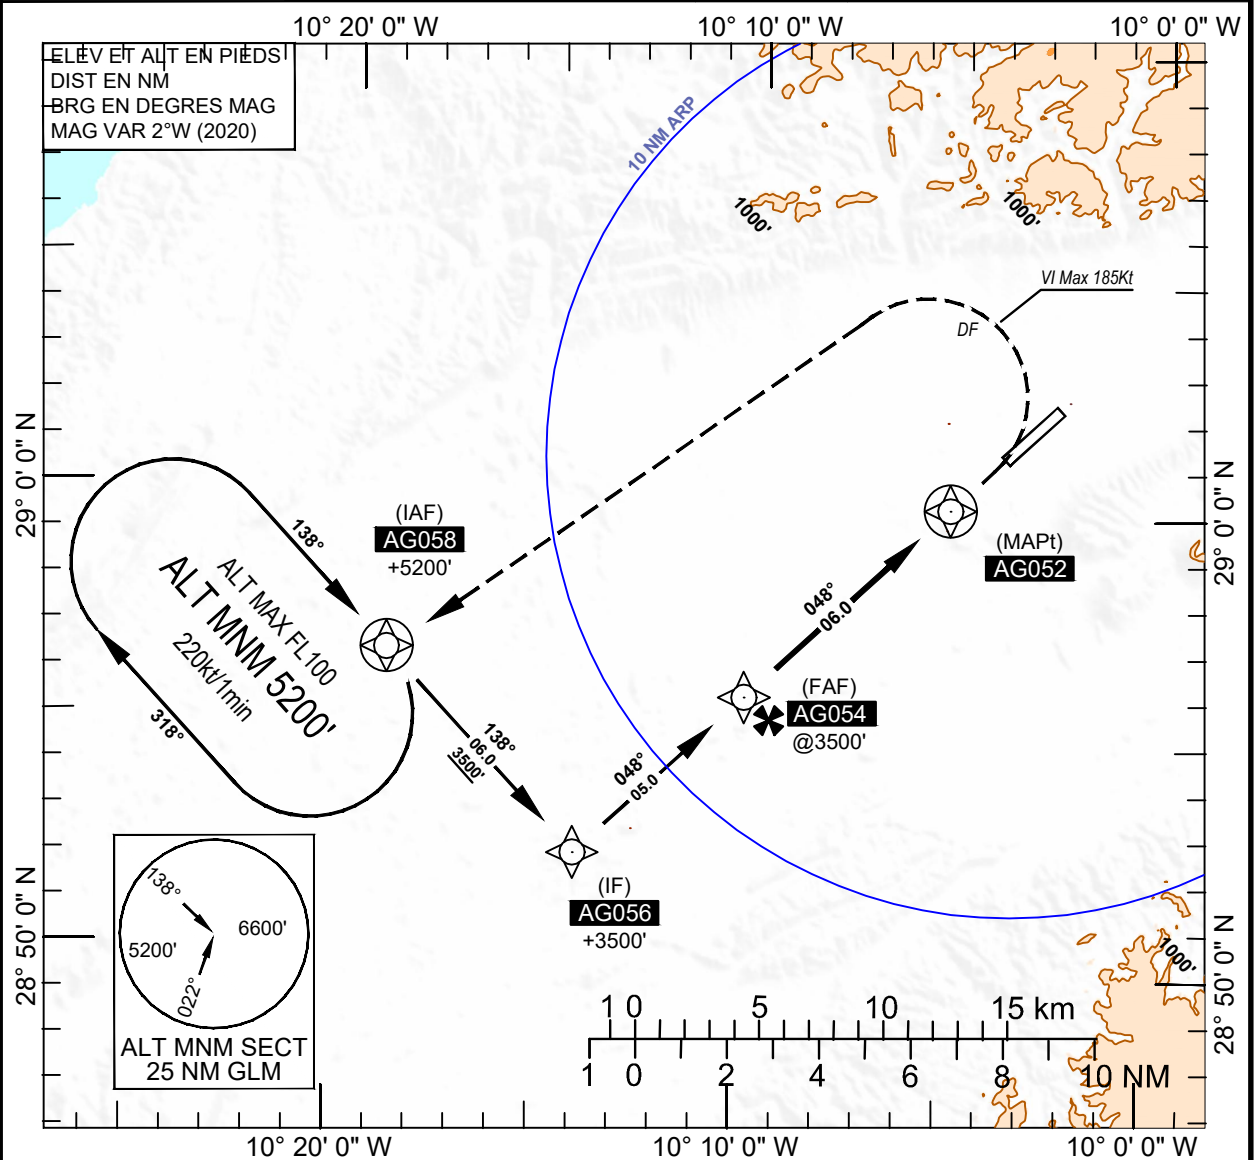 10° 20' 0" W
10° 10' 0" W
10° 0' 0" W
ELEV ET ALT EN PIEDS
DIST EN NM
BRG EN DEGRES MAG
MAG VAR 2°W (2020)
10 NM ARP
1000'
1000'
VI Max 185Kt
DF
29° 0' 0" N
29° 0' 0" N
138°
(IAF)
AG058
+5200'
(MAPt)
AG052
ALT MAX FL100
ALT MNM 5200'
220kt/1min
318°
048°
06.0
(FAF)
AG054
@3500'
138°
06.0
3500'
048°
05.0
(IF)
AG056
+3500'
138°
6600'
5200'
022°
ALT MNM SECT
25 NM GLM
28° 50' 0" N
28° 50' 0" N
1000'
1 0 5 10 15 km
1 0 2 4 6 8 10 NM
10° 20' 0" W
10° 10' 0" W
10° 0' 0" W